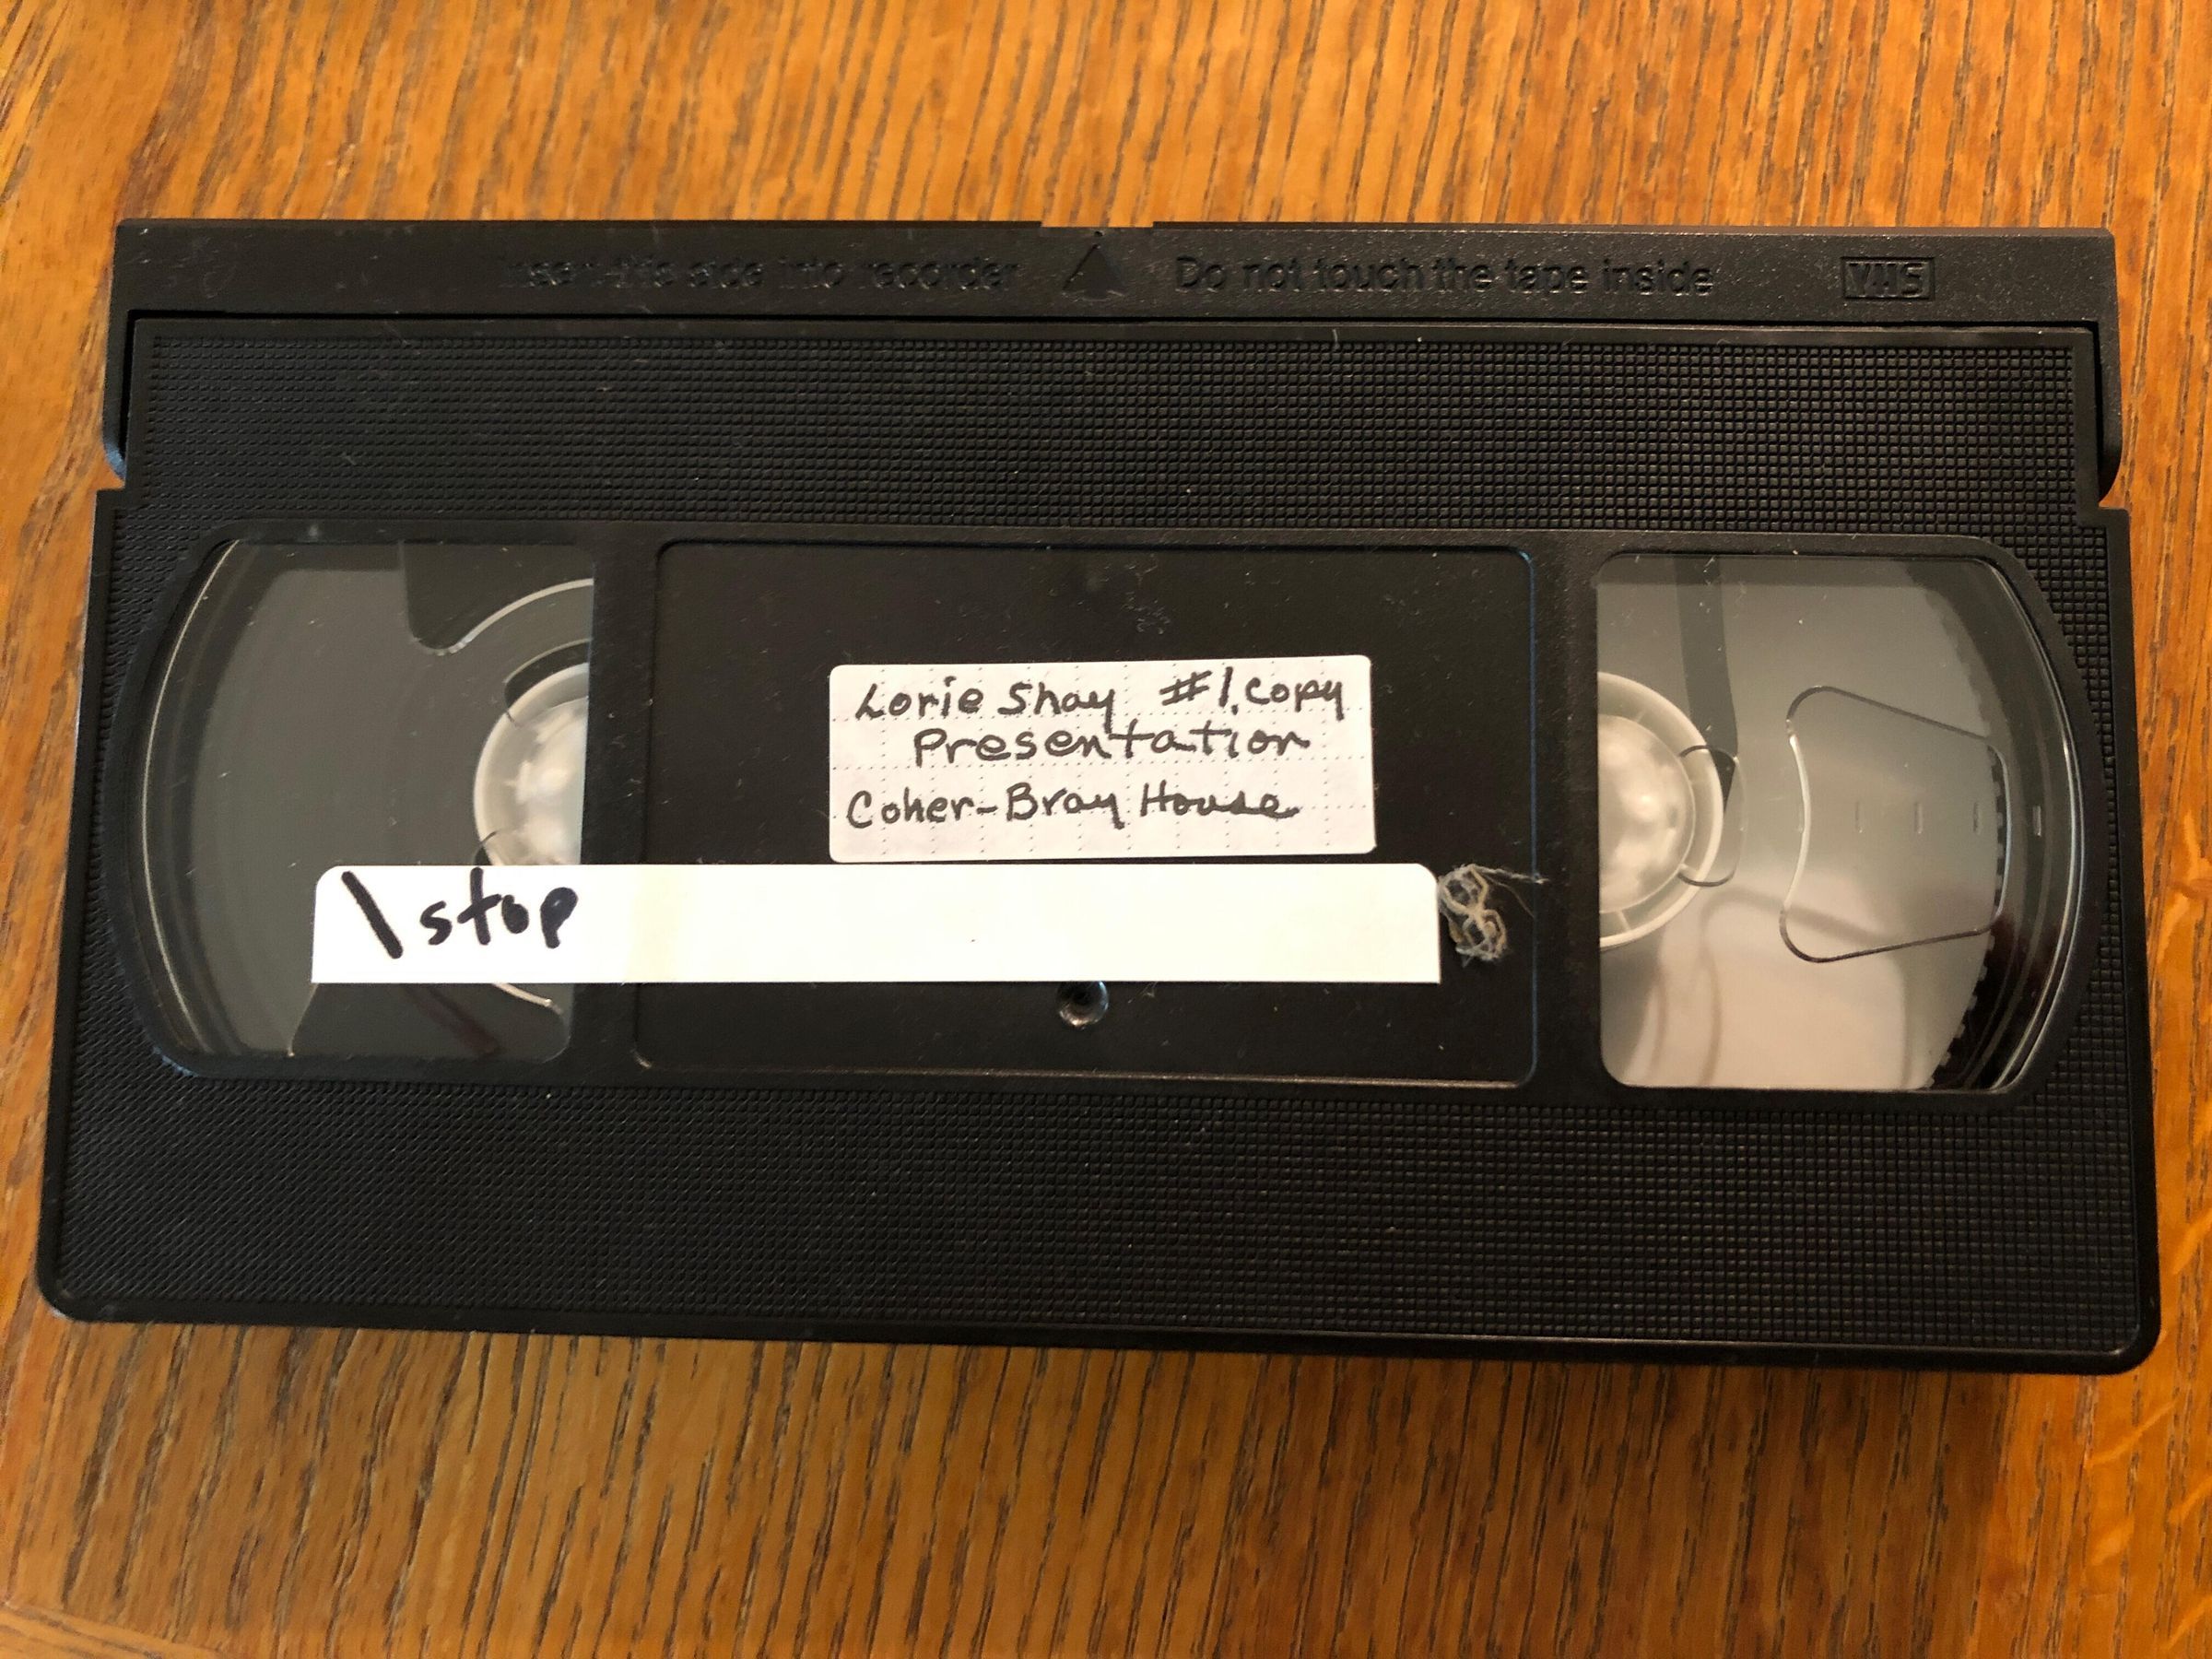 Insert this side into recorder Do not touch the tape inside VHS
Lorie Shay #1. Copy
Presentation
Coher-Bray House
\ stop